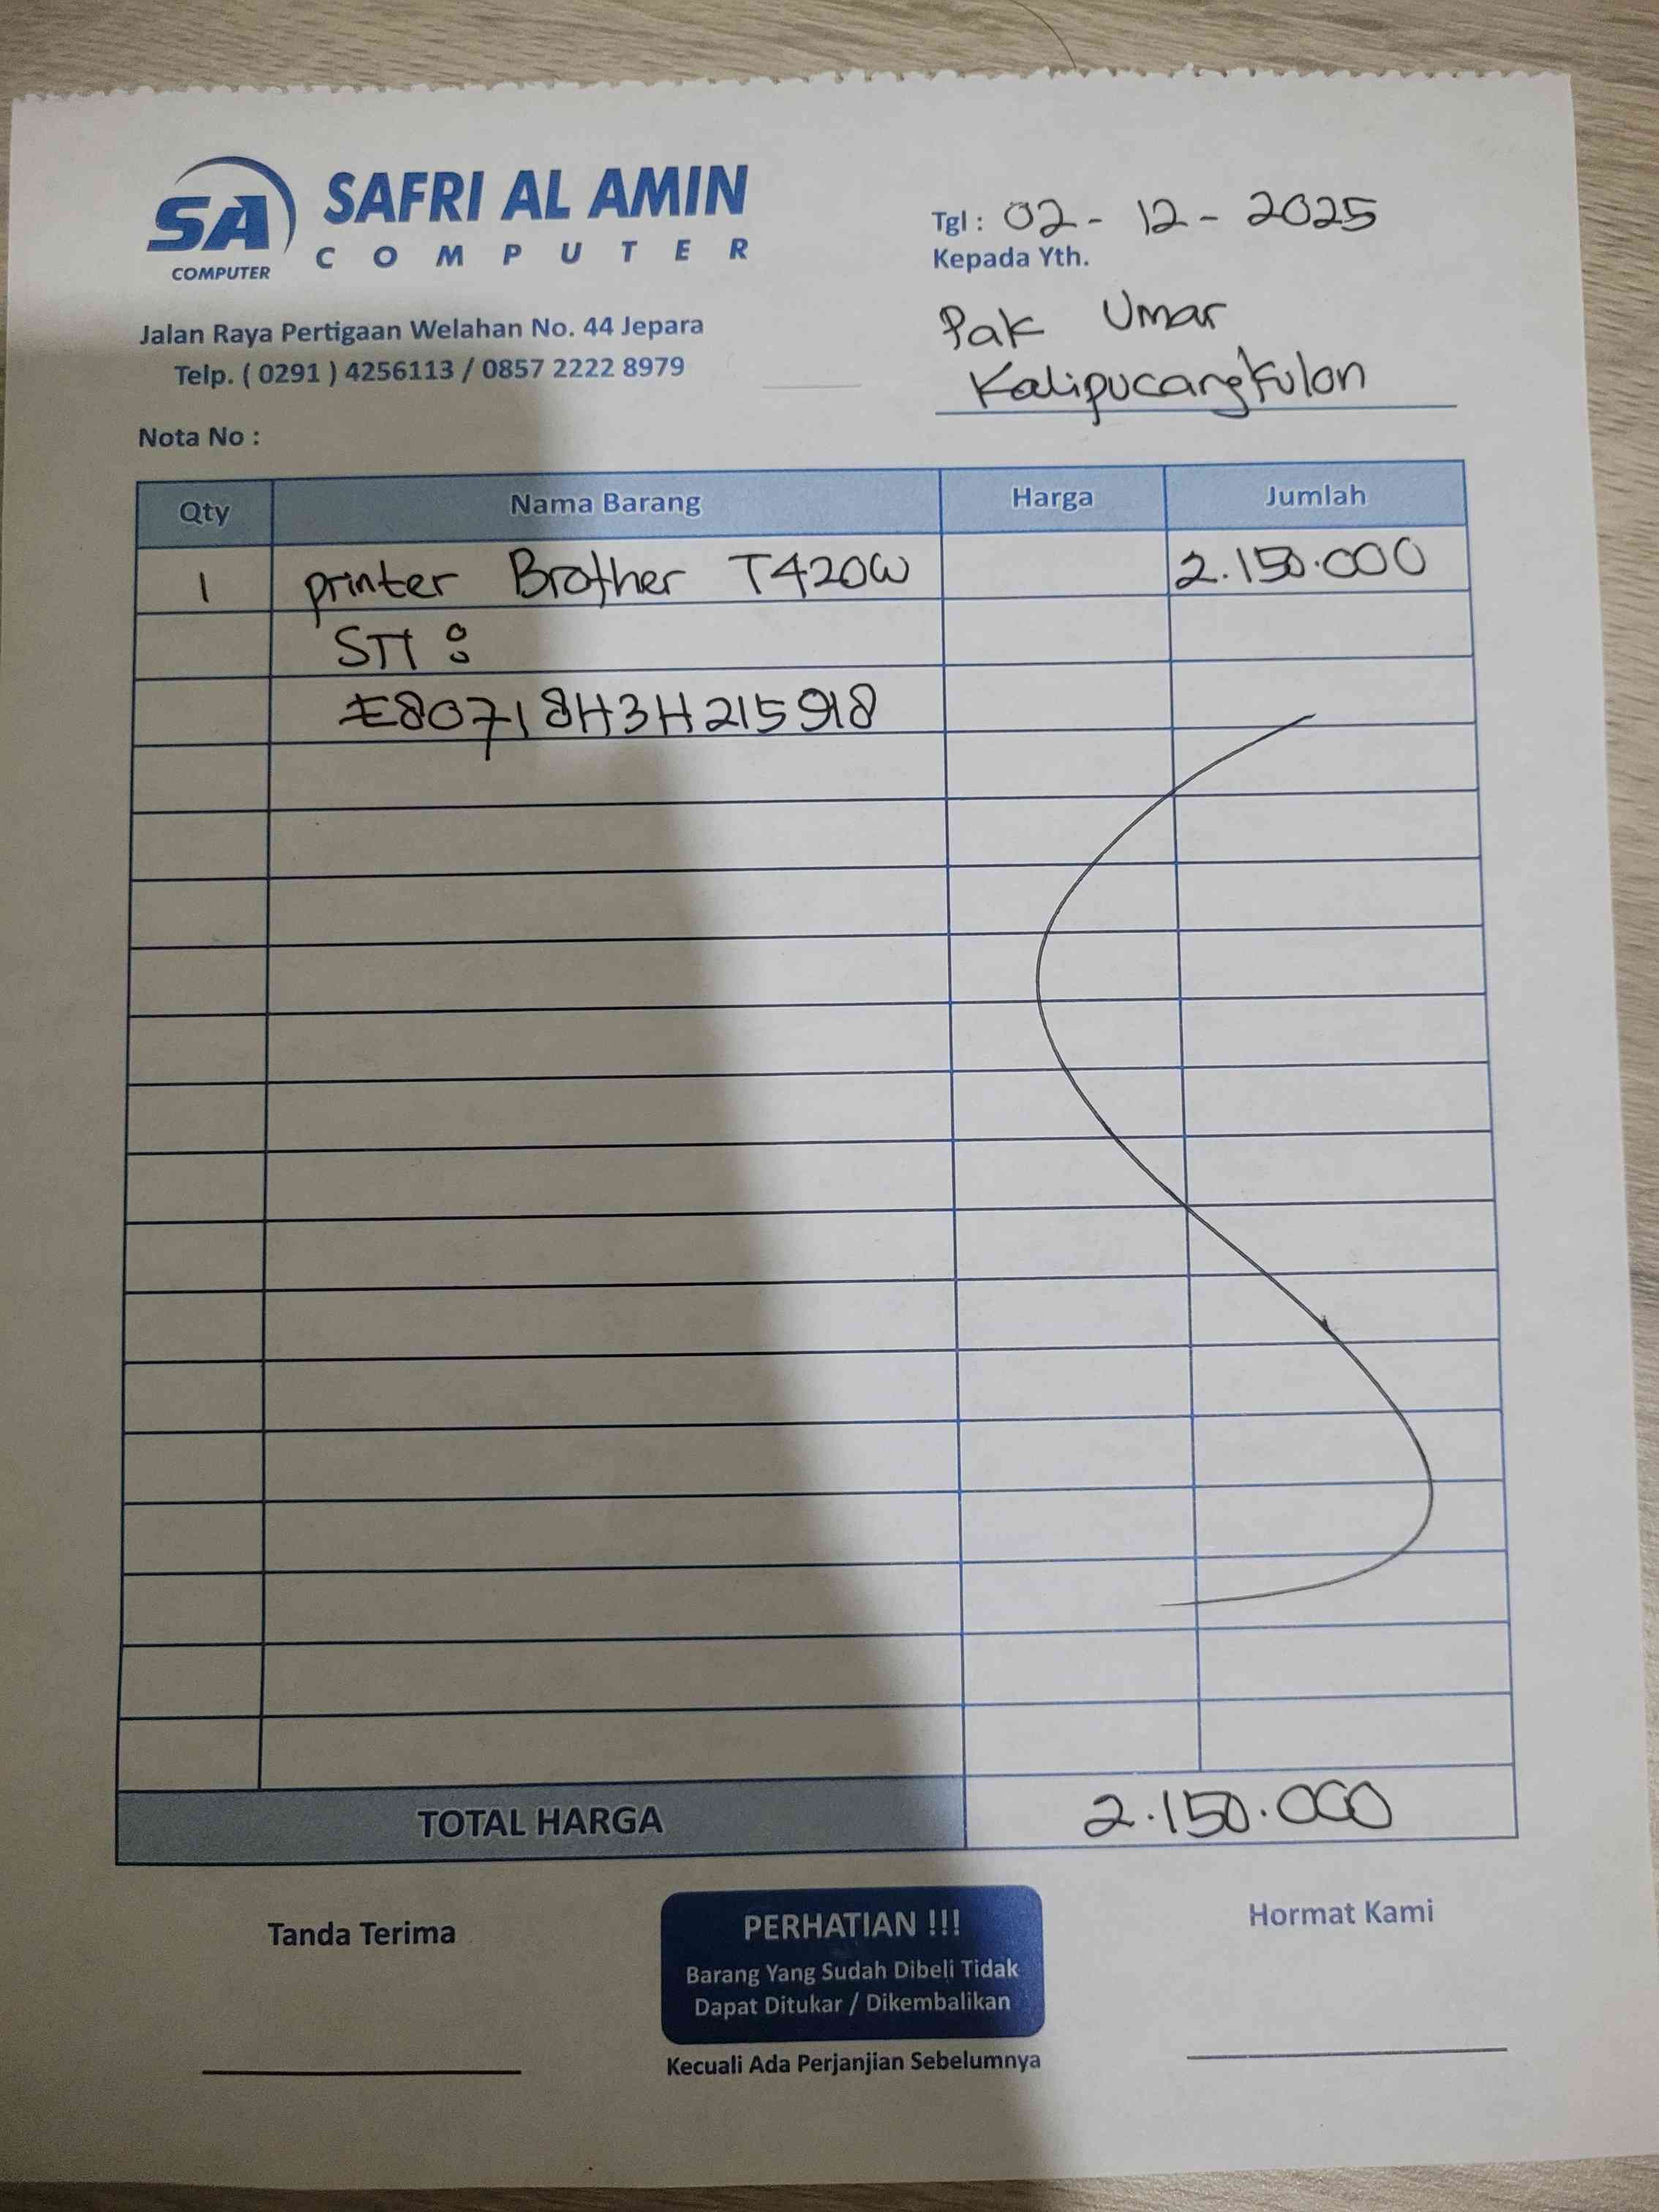 SA
COMPUTER
SAFRI AL AMIN
COMPUTER
Jalan Raya Pertigaan Welahan No. 44 Jepara
Telp. ( 0291 ) 4256113 / 0857 2222 8979
Tgl : 02 - 12 - 2025
Kepada Yth.
Pak Umar
Kalipucangkulon
Nota No :
Qty Nama Barang Harga Jumlah
1 printer Brother T420W 2.150.000
SN :
E80718H3H215918
TOTAL HARGA 2.150.000
Tanda Terima
PERHATIAN !!!
Barang Yang Sudah Dibeli Tidak
Dapat Ditukar / Dikembalikan
Kecuali Ada Perjanjian Sebelumnya
Hormat Kami